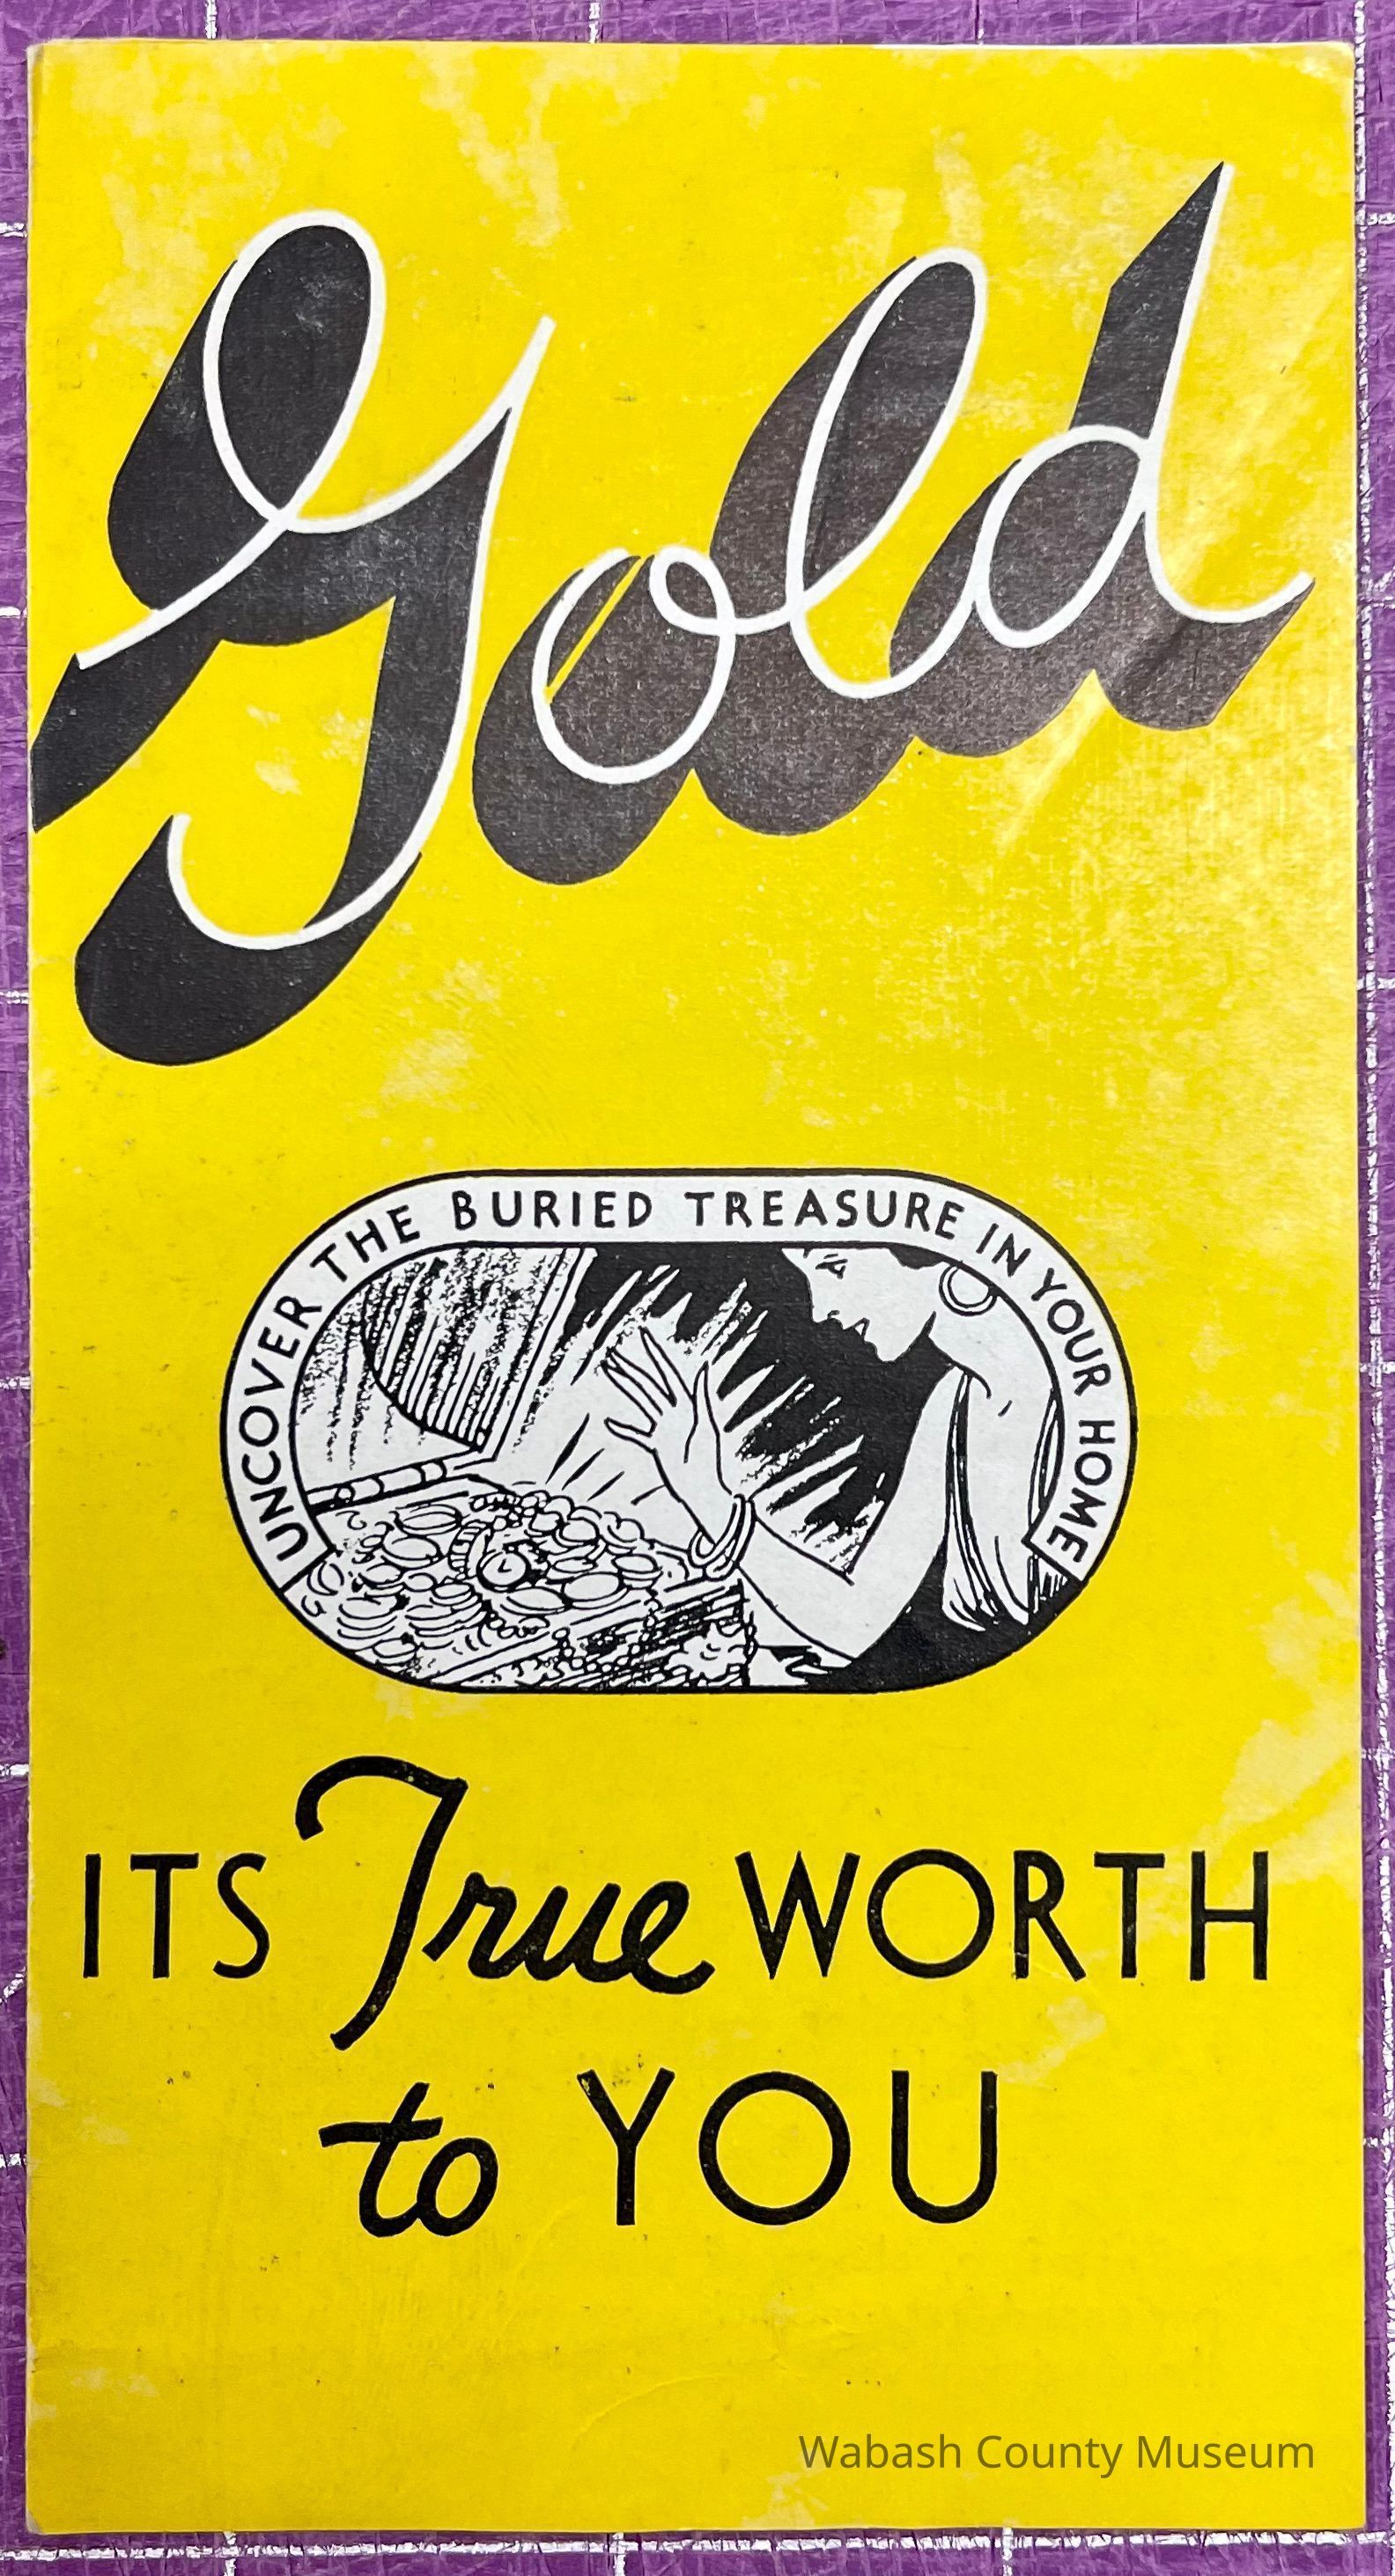 Gold
UNCOVER THE BURIED TREASURE IN YOUR HOME
ITS True WORTH
to YOU
Wabash County Museum